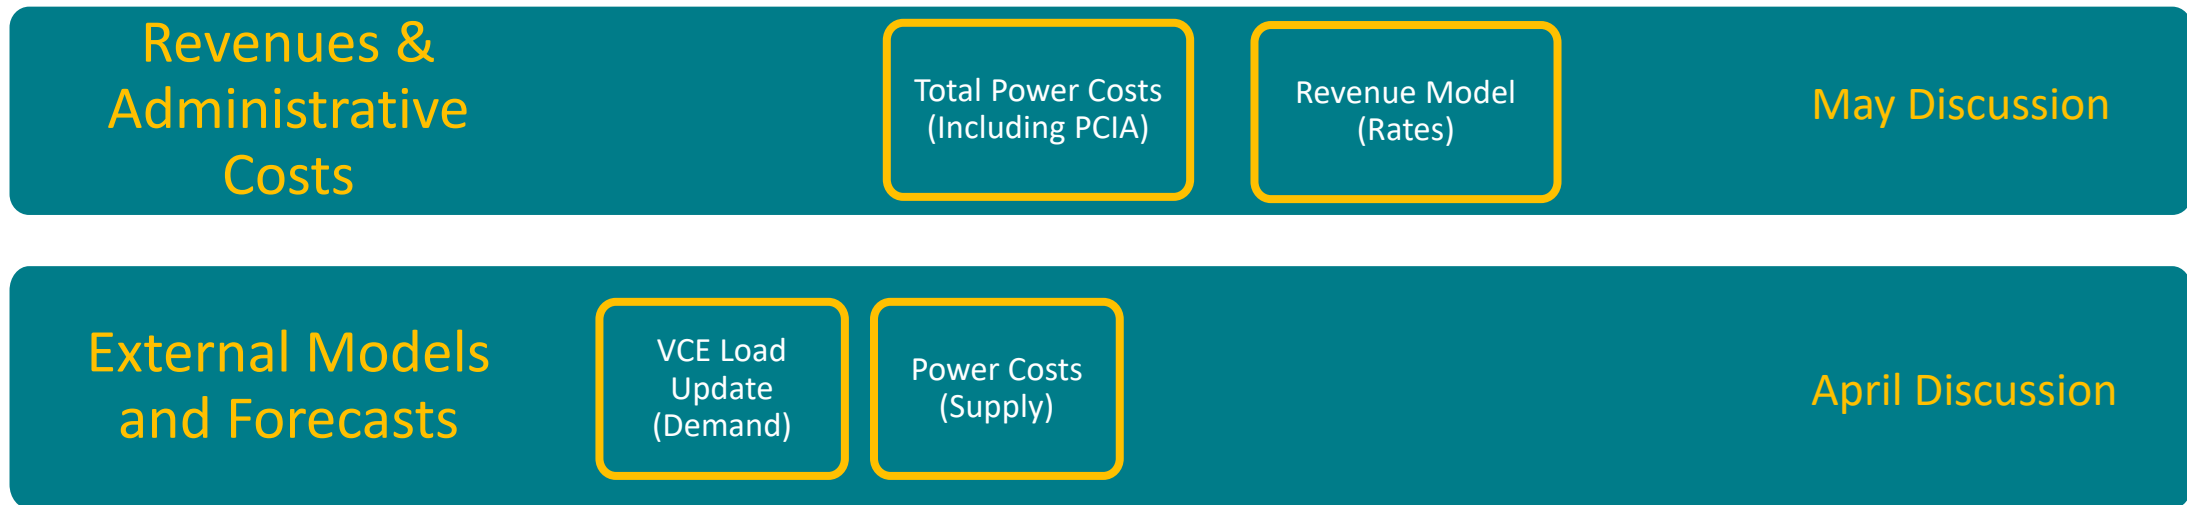 Revenues &
Administrative
Costs
Total Power Costs
(Including PCIA)
Revenue Model
(Rates)
May Discussion
External Models
and Forecasts
VCE Load
Update
(Demand)
Power Costs
(Supply)
April Discussion